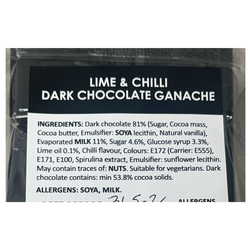 LIME & CHILLI
DARK CHOCOLATE GANACHE
INGREDIENTS: Dark chocolate 81% (Sugar, Cocoa mass,
Cocoa butter, Emulsifier: SOYA lecithin, Natural vanilla),
Evaporated MILK 11%, Sugar 4.6%, Glucose syrup 3.3%,
Lime oil 0.1%, Chilli flavour, Colours: E172 (Carrier: E555),
E171, E100, Spirulina extract, Emulsifier: sunflower lecithin.
May contain traces of: NUTS. Suitable for vegetarians. Dark
chocolate contains: min 53.8% cocoa solids.
ALLERGENS: SOYA, MILK.
ALLERGENS